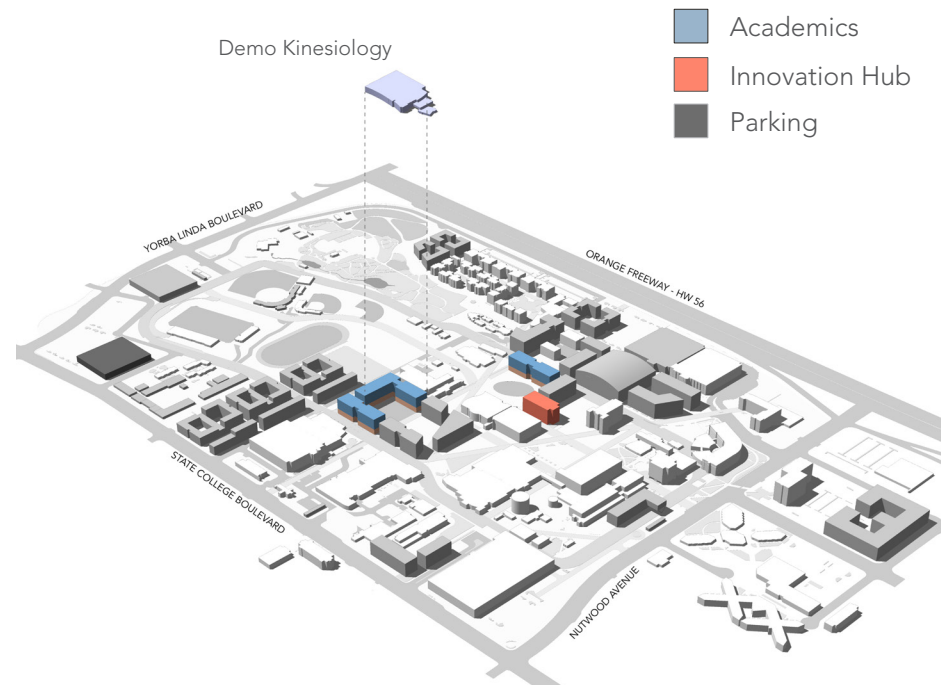 Academics
Demo Kinesiology
Innovation Hub
Parking
YORBA LINDA BOULEVARD
ORANGE FREEWAY - HW 56
STATE COLLEGE BOULEVARD
NUTWOOD AVENUE